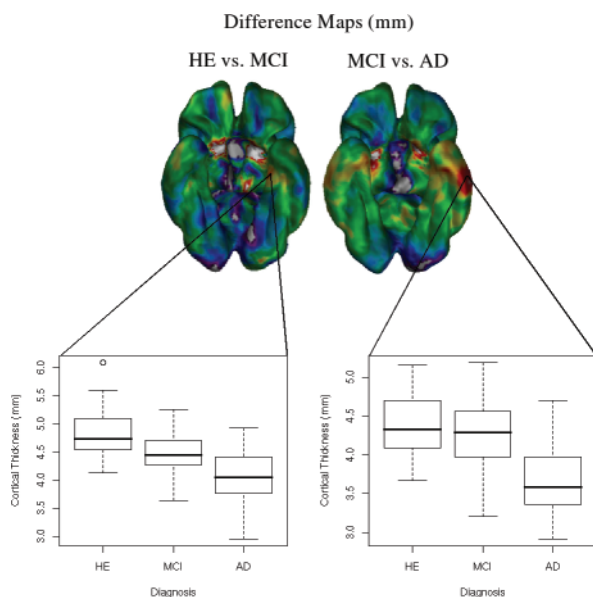 Difference Maps (mm)
HE vs. MCI
MCI vs. AD
Cortical Thickness (mm)
6.0
5.5
5.0
4.5
4.0
3.5
3.0
HE MCI AD
Diagnosis
Cortical Thickness (mm)
5.0
4.5
4.0
3.5
3.0
HE MCI AD
Diagnosis